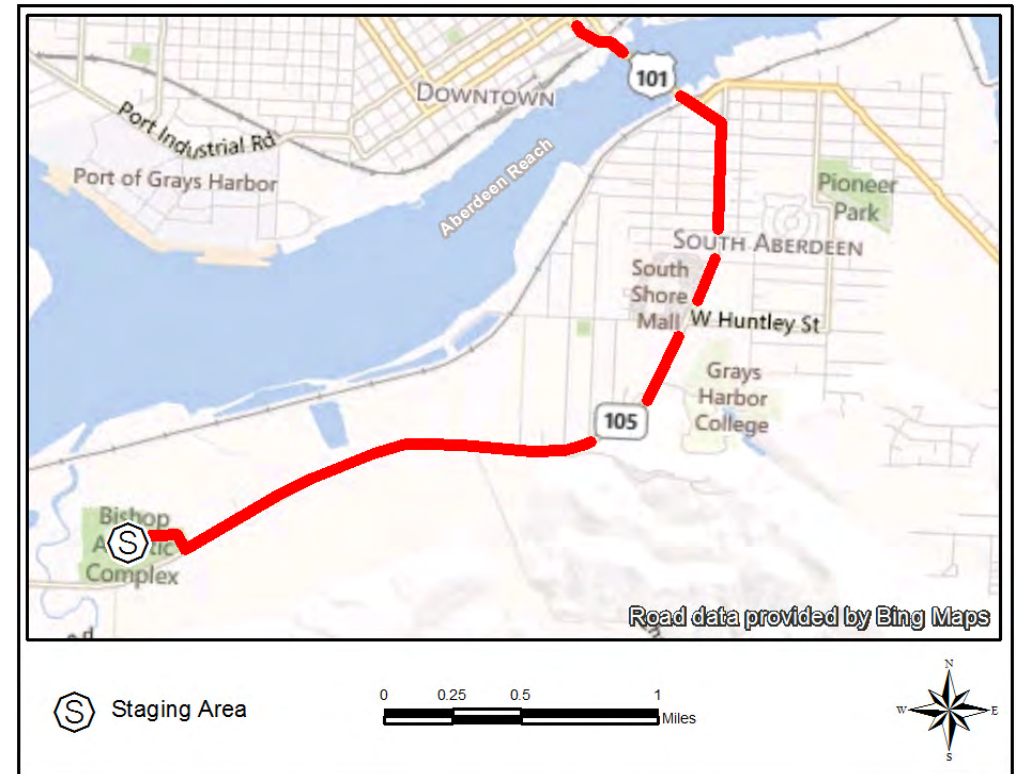 101
DOWNTOWN
Port Industrial Rd
Aberdeen Reach
Port of Grays Harbor
Pioneer
Park
SOUTH ABERDEEN
South
Shore
Mall
W Huntley St
Grays
Harbor
College
105
Bishop
S
Complex
Road data provided by Bing Maps
S Staging Area
0 0.25 0.5 1
Miles
N
W E
S